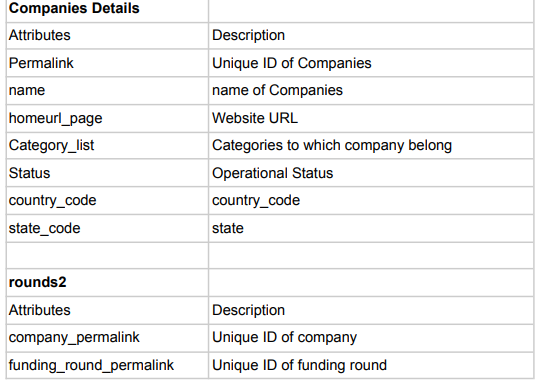 Companies Details
Attributes Description
Permalink Unique ID of Companies
name name of Companies
homeurl_page Website URL
Category_list Categories to which company belong
Status Operational Status
country_code country_code
state_code state
rounds2
Attributes Description
company_permalink Unique ID of company
funding_round_permalink Unique ID of funding round